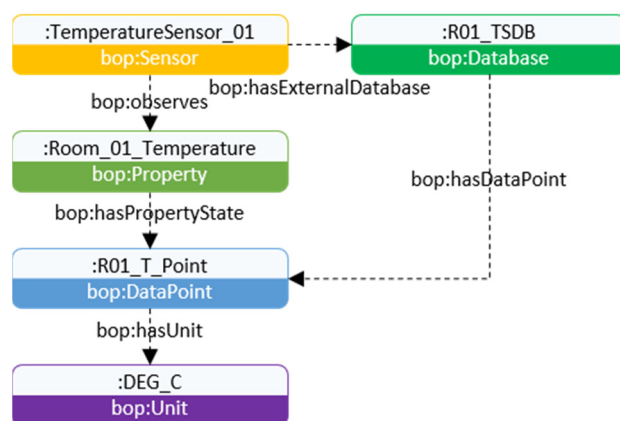 :TemperatureSensor_01
bop:Sensor
:R01_TSDB
bop:Database
bop:hasExternalDatabase
bop:observes
:Room_01_Temperature
bop:Property
bop:hasDataPoint
bop:hasPropertyState
:R01_T_Point
bop:DataPoint
bop:hasUnit
:DEG_C
bop:Unit